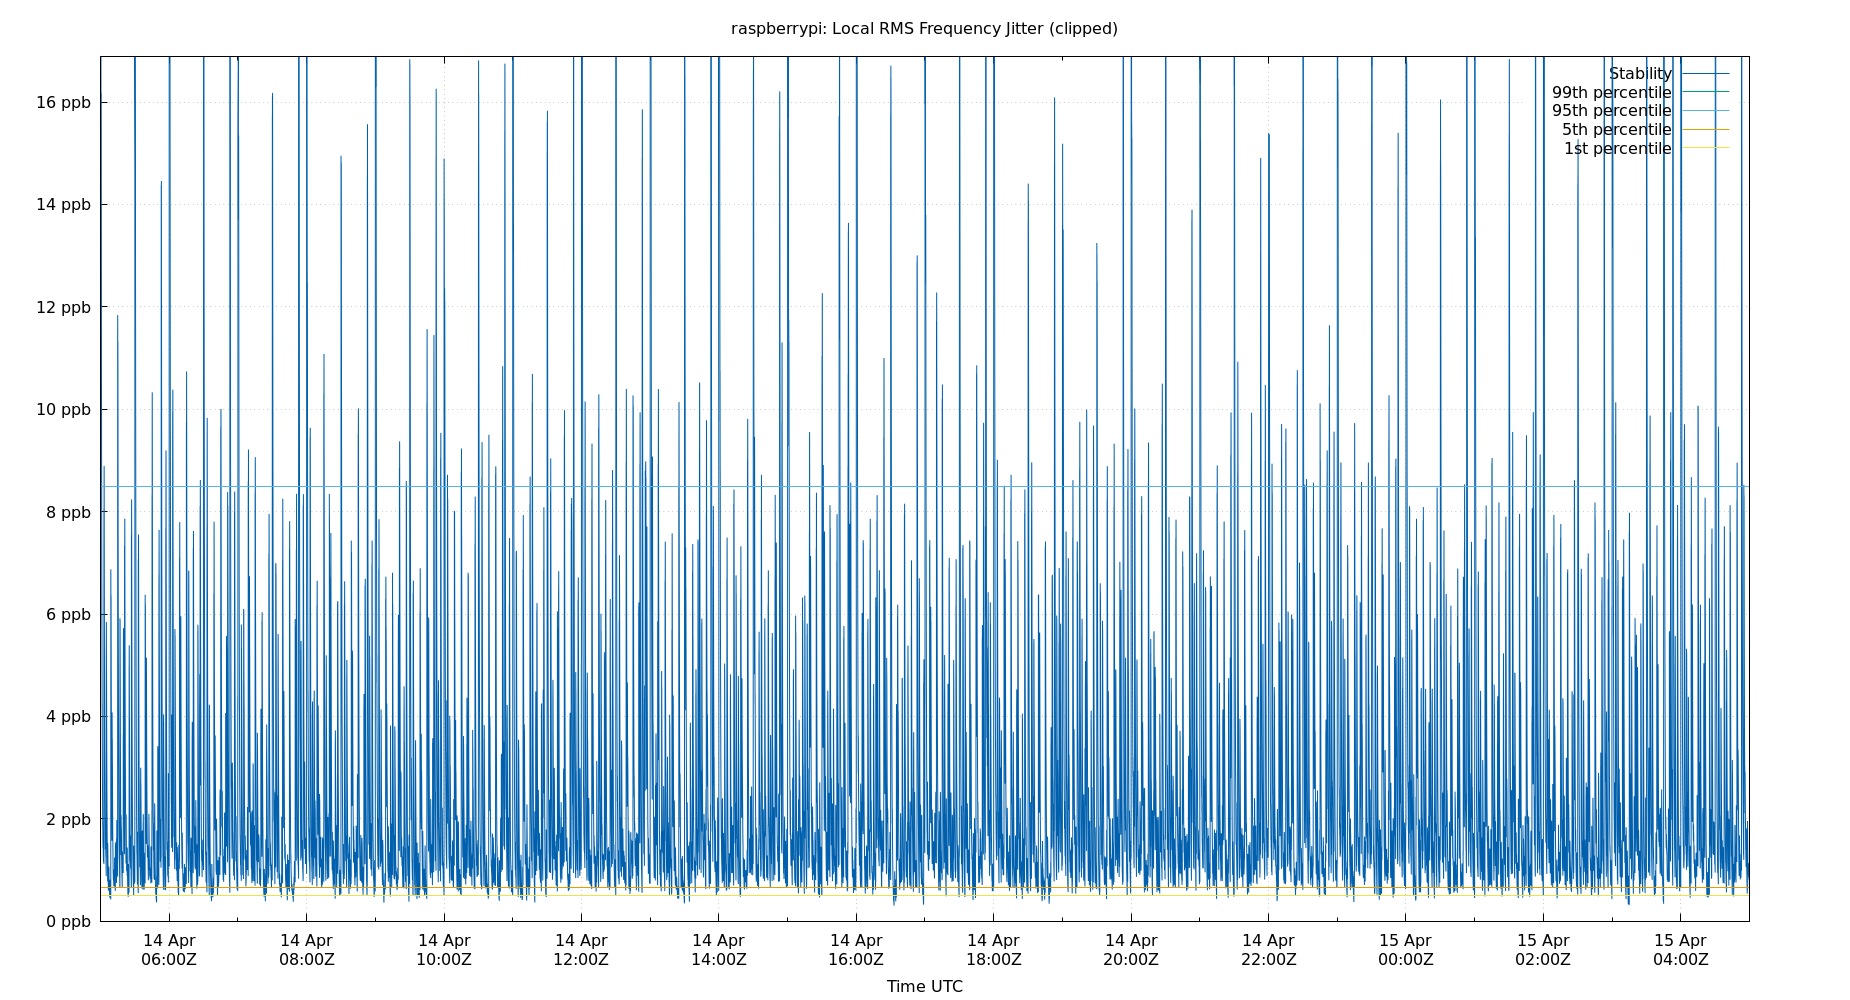 raspberrypi: Local RMS Frequency Jitter (clipped)
Stability
99th percentile
95th percentile
5th percentile
1st percentile
16 ppb
14 ppb
12 ppb
10 ppb
8 ppb
6 ppb
4 ppb
2 ppb
0 ppb
14 Apr 14 Apr 14 Apr 14 Apr 14 Apr 14 Apr 14 Apr 14 Apr 14 Apr 15 Apr 15 Apr 15 Apr
06:00Z 08:00Z 10:00Z 12:00Z 14:00Z 16:00Z 18:00Z 20:00Z 22:00Z 00:00Z 02:00Z 04:00Z
Time UTC